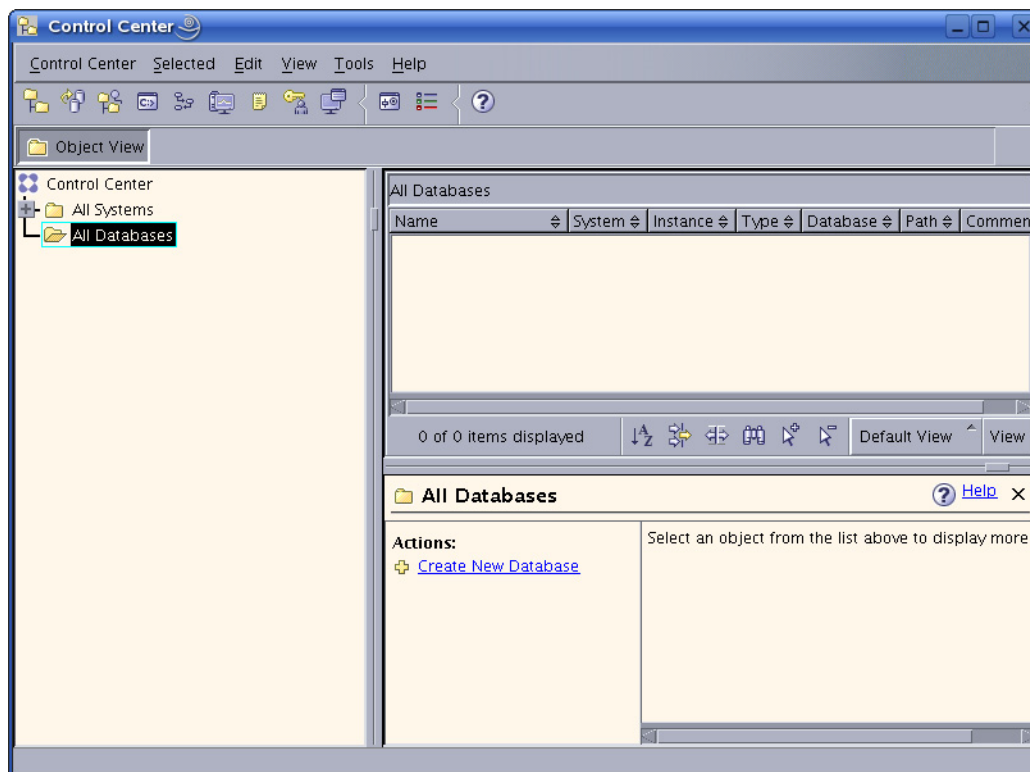 Control Center
Control Center Selected Edit View Tools Help
Object View
Control Center
All Systems
All Databases
All Databases
Name System Instance Type Database Path Commen
0 of 0 items displayed Default View View
All Databases Help
Actions:
Create New Database
Select an object from the list above to display more